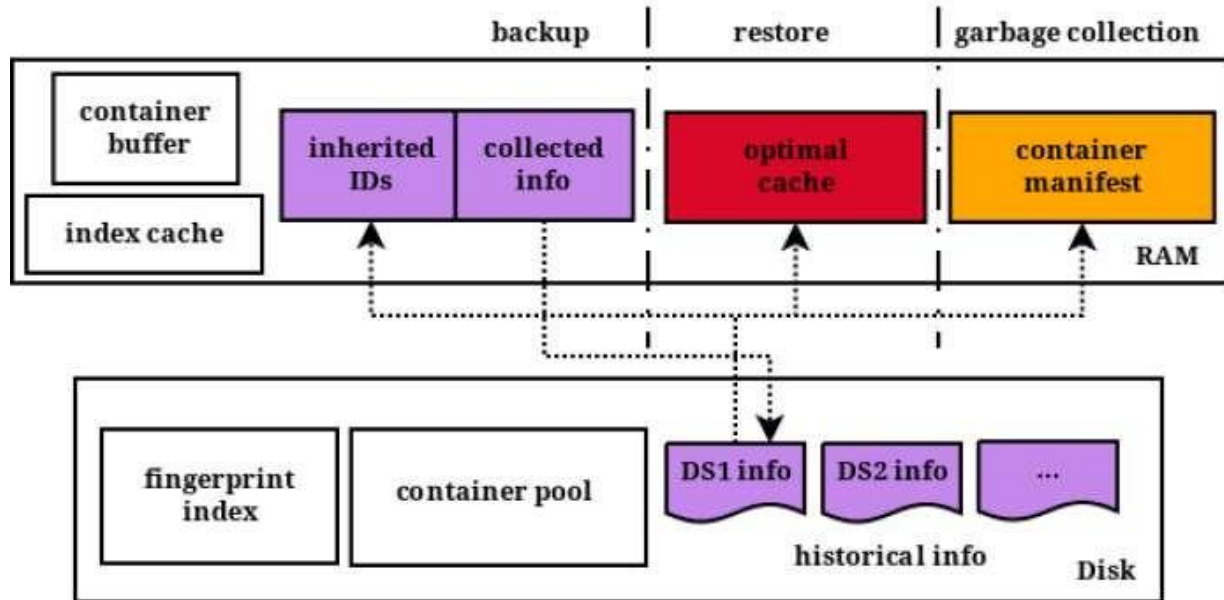 backup
restore
garbage collection
container
buffer
index cache
inherited
IDs
collected
info
optimal
cache
container
manifest
RAM
fingerprint
index
container pool
DS1 info
DS2 info
...
historical info
Disk